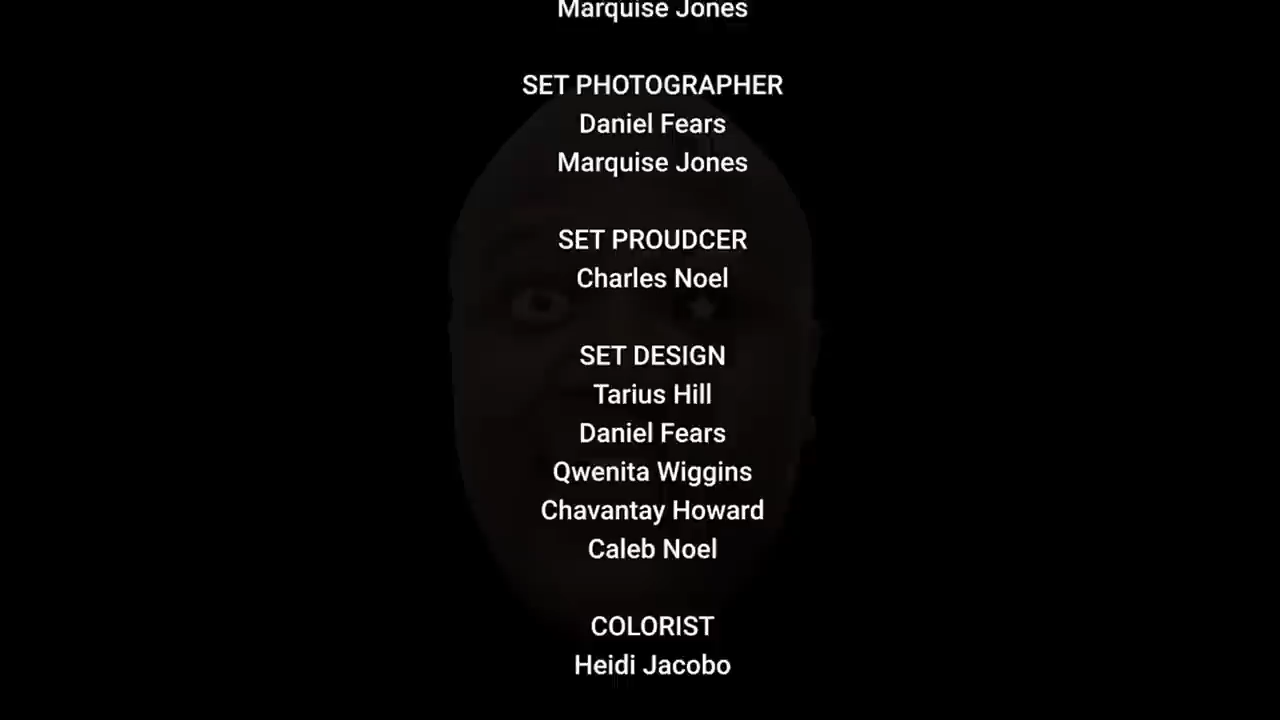 Marquise Jones
SET PHOTOGRAPHER
Daniel Fears
Marquise Jones
SET PROUDCER
Charles Noel
SET DESIGN
Tarius Hill
Daniel Fears
Qwenita Wiggins
Chavantay Howard
Caleb Noel
COLORIST
Heidi Jacobo